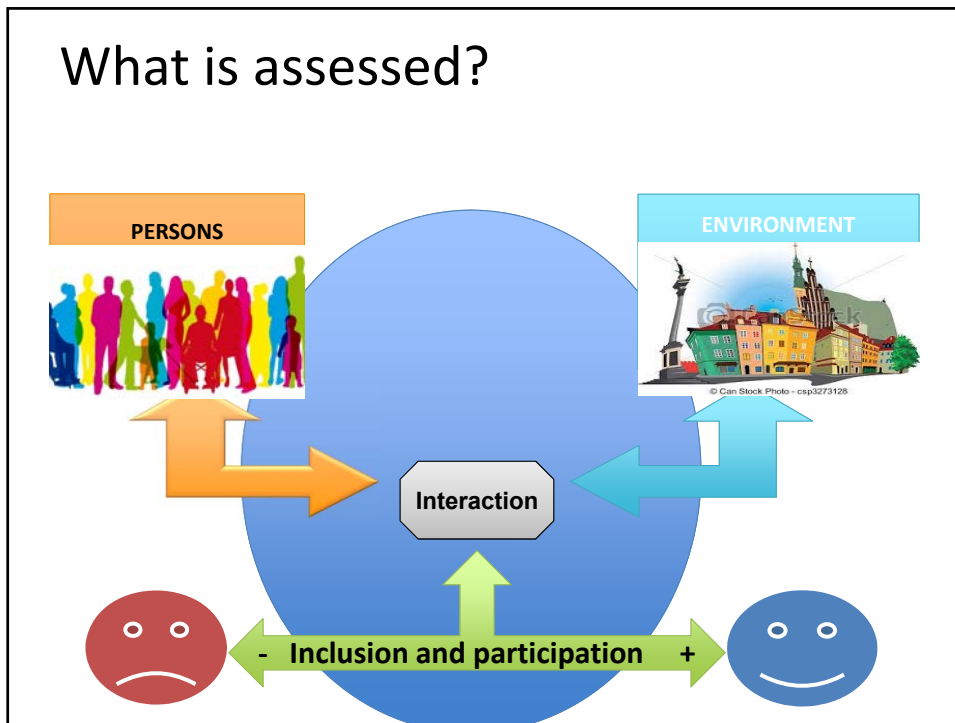 What is assessed?
PERSONS
ENVIRONMENT
© Can Stock Photo - csp3273128
Interaction
- Inclusion and participation +